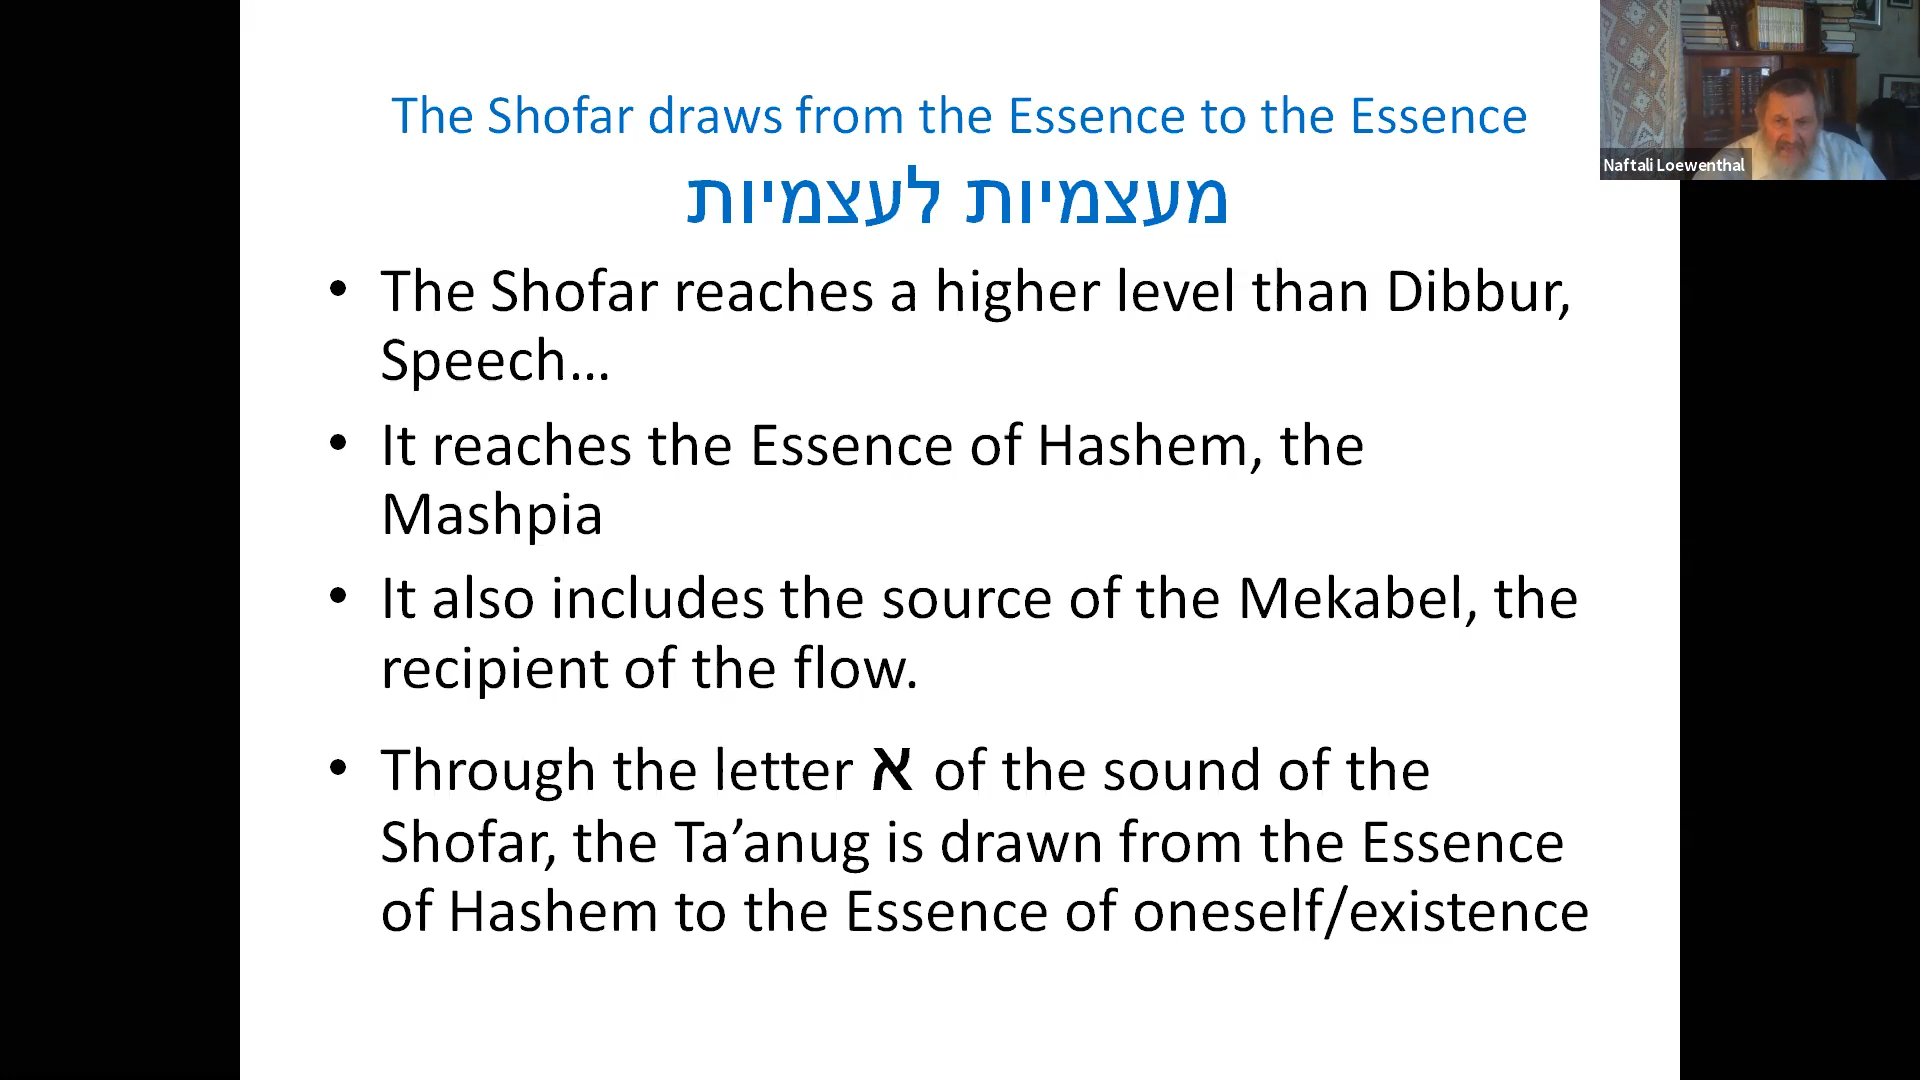 The Shofar draws from the Essence to the Essence
מעצמיות לעצמיות
• The Shofar reaches a higher level than Dibbur,
Speech…
• It reaches the Essence of Hashem, the
Mashpia
• It also includes the source of the Mekabel, the
recipient of the flow.
• Through the letter א of the sound of the
Shofar, the Ta’anug is drawn from the Essence
of Hashem to the Essence of oneself/existence
Naftali Loewenthal